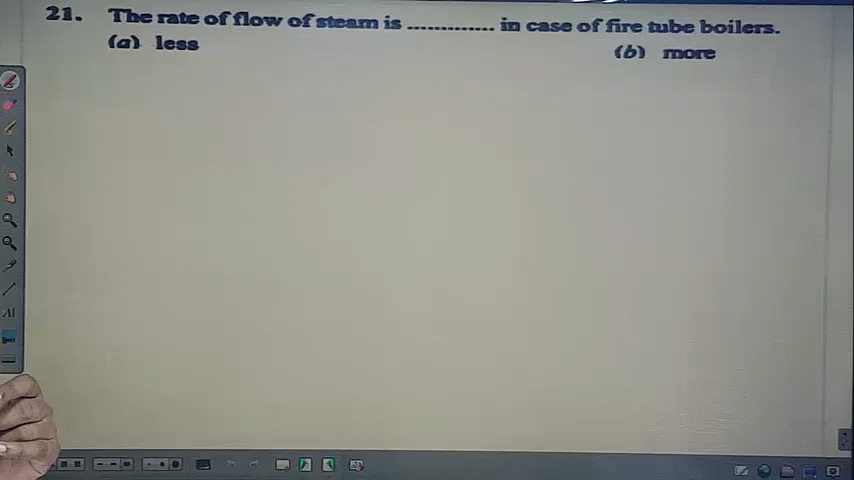 21. The rate of flow of steam is ............. in case of fire tube boilers.
(a) less
(b) more